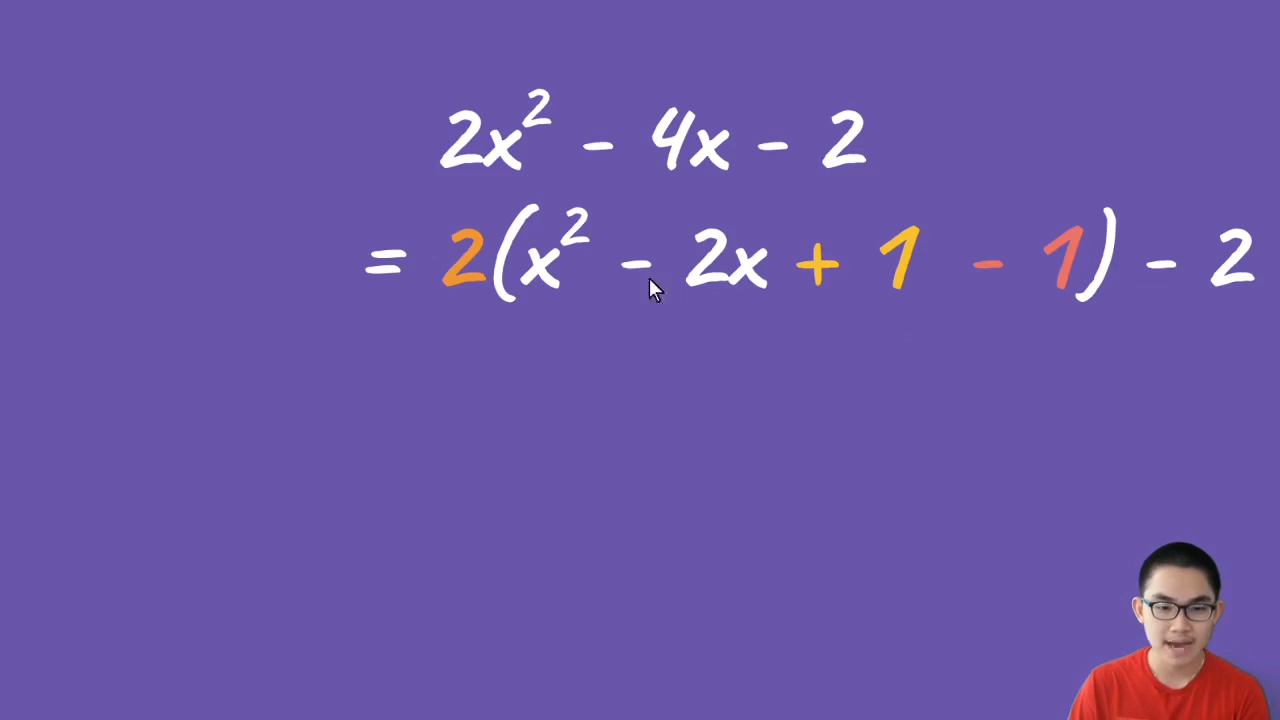 2x² - 4x - 2
= 2(x² - 2x + 1 - 1) - 2